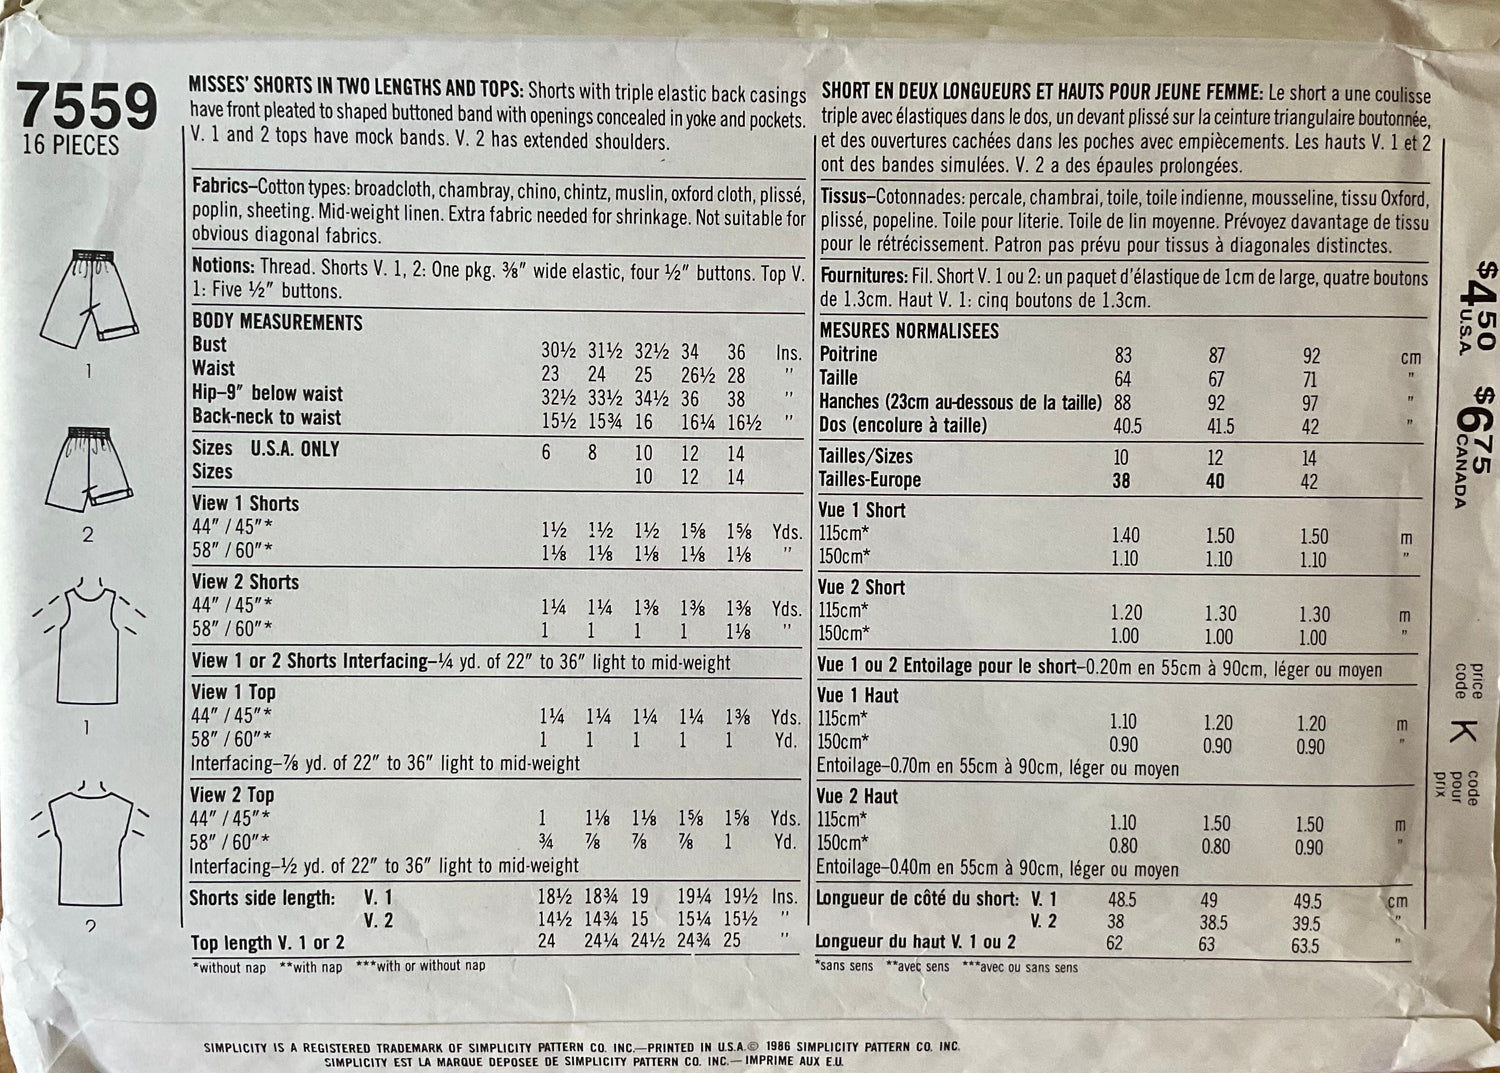 7559
16 PIECES
1
2
1
2
MISSES' SHORTS IN TWO LENGTHS AND TOPS: Shorts with triple elastic back casings
have front pleated to shaped buttoned band with openings concealed in yoke and pockets.
V. 1 and 2 tops have mock bands. V. 2 has extended shoulders.
Fabrics–Cotton types: broadcloth, chambray, chino, chintz, muslin, oxford cloth, plissé,
poplin, sheeting. Mid-weight linen. Extra fabric needed for shrinkage. Not suitable for
obvious diagonal fabrics.
Notions: Thread. Shorts V. 1, 2: One pkg. ⅜" wide elastic, four ½" buttons. Top V.
1: Five ½" buttons.
BODY MEASUREMENTS
Bust 30½ 31½ 32½ 34 36 Ins.
Waist 23 24 25 26½ 28 "
Hip–9" below waist 32½ 33½ 34½ 36 38 "
Back-neck to waist 15½ 15¾ 16 16¼ 16½ "
Sizes U.S.A. ONLY 6 8 10 12 14
Sizes 10 12 14
View 1 Shorts
44" / 45"* 1½ 1½ 1½ 1⅝ 1⅝ Yds.
58" / 60"* 1⅛ 1⅛ 1⅛ 1⅛ 1⅛ "
View 2 Shorts
44" / 45"* 1¼ 1¼ 1⅜ 1⅜ 1⅜ Yds.
58" / 60"* 1 1 1 1 1⅛ "
View 1 or 2 Shorts Interfacing–¼ yd. of 22" to 36" light to mid-weight
View 1 Top
44" / 45"* 1¼ 1¼ 1¼ 1¼ 1⅜ Yds.
58" / 60"* 1 1 1 1 1 Yd.
Interfacing–⅞ yd. of 22" to 36" light to mid-weight
View 2 Top
44" / 45"* 1 1⅛ 1⅛ 1⅝ 1⅝ Yds.
58" / 60"* ¾ ⅞ ⅞ ⅞ 1 Yd.
Interfacing–½ yd. of 22" to 36" light to mid-weight
Shorts side length: V. 1 18½ 18¾ 19 19¼ 19½ Ins.
V. 2 14½ 14¾ 15 15¼ 15½ "
Top length V. 1 or 2 24 24¼ 24½ 24¾ 25 "
*without nap **with nap ***with or without nap
SHORT EN DEUX LONGUEURS ET HAUTS POUR JEUNE FEMME: Le short a une coulisse
triple avec élastiques dans le dos, un devant plissé sur la ceinture triangulaire boutonnée,
et des ouvertures cachées dans les poches avec empiècements. Les hauts V. 1 et 2
ont des bandes simulées. V. 2 a des épaules prolongées.
Tissus–Cotonnades: percale, chambrai, toile, toile indienne, mousseline, tissu Oxford,
plissé, popeline. Toile pour literie. Toile de lin moyenne. Prévoyez davantage de tissu
pour le rétrécissement. Patron pas prévu pour tissus à diagonales distinctes.
Fournitures: Fil. Short V. 1 ou 2: un paquet d'élastique de 1cm de large, quatre boutons
de 1.3cm. Haut V. 1: cinq boutons de 1.3cm.
MESURES NORMALISEES
Poitrine 83 87 92 cm
Taille 64 67 71 "
Hanches (23cm au-dessous de la taille) 88 92 97 "
Dos (encolure à taille) 40.5 41.5 42 "
Tailles/Sizes 10 12 14
Tailles-Europe 38 40 42
Vue 1 Short
115cm* 1.40 1.50 1.50 m
150cm* 1.10 1.10 1.10 "
Vue 2 Short
115cm* 1.20 1.30 1.30 m
150cm* 1.00 1.00 1.00 "
Vue 1 ou 2 Entoilage pour le short–0.20m en 55cm à 90cm, léger ou moyen
Vue 1 Haut
115cm* 1.10 1.20 1.20 m
150cm* 0.90 0.90 0.90 "
Entoilage–0.70m en 55cm à 90cm, léger ou moyen
Vue 2 Haut
115cm* 1.10 1.50 1.50 m
150cm* 0.80 0.80 0.90 "
Entoilage–0.40m en 55cm à 90cm, léger ou moyen
Longueur de côté du short: V. 1 48.5 49 49.5 cm
V. 2 38 38.5 39.5 "
Longueur du haut V. 1 ou 2 62 63 63.5 "
*sans sens **avec sens ***avec ou sans sens
$4 50 U.S.A.
$6 75 CANADA
price
code
K
code
pour
prix
SIMPLICITY IS A REGISTERED TRADEMARK OF SIMPLICITY PATTERN CO. INC.—PRINTED IN U.S.A.© 1986 SIMPLICITY PATTERN CO. INC.
SIMPLICITY EST LA MARQUE DEPOSEE DE SIMPLICITY PATTERN CO. INC.— IMPRIME AUX E.U.